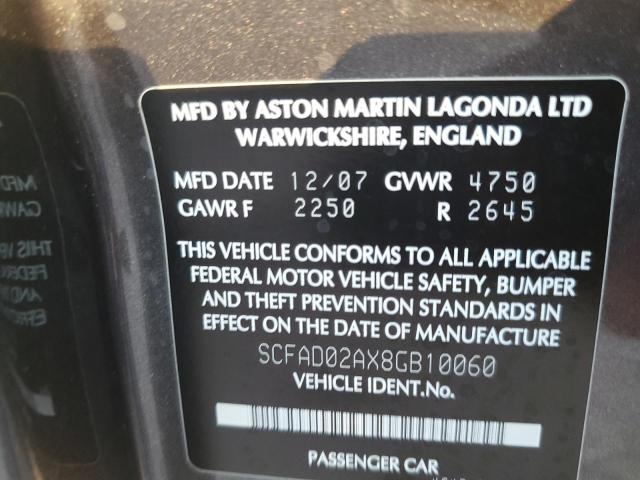 MFD BY ASTON MARTIN LAGONDA LTD
WARWICKSHIRE, ENGLAND
MFD DATE 12/07 GVWR 4750
GAWR F 2250 R 2645
THIS VEHICLE CONFORMS TO ALL APPLICABLE
FEDERAL MOTOR VEHICLE SAFETY, BUMPER
AND THEFT PREVENTION STANDARDS IN
EFFECT ON THE DATE OF MANUFACTURE
SCFAD02AX8GB10060
VEHICLE IDENT.No.
PASSENGER CAR